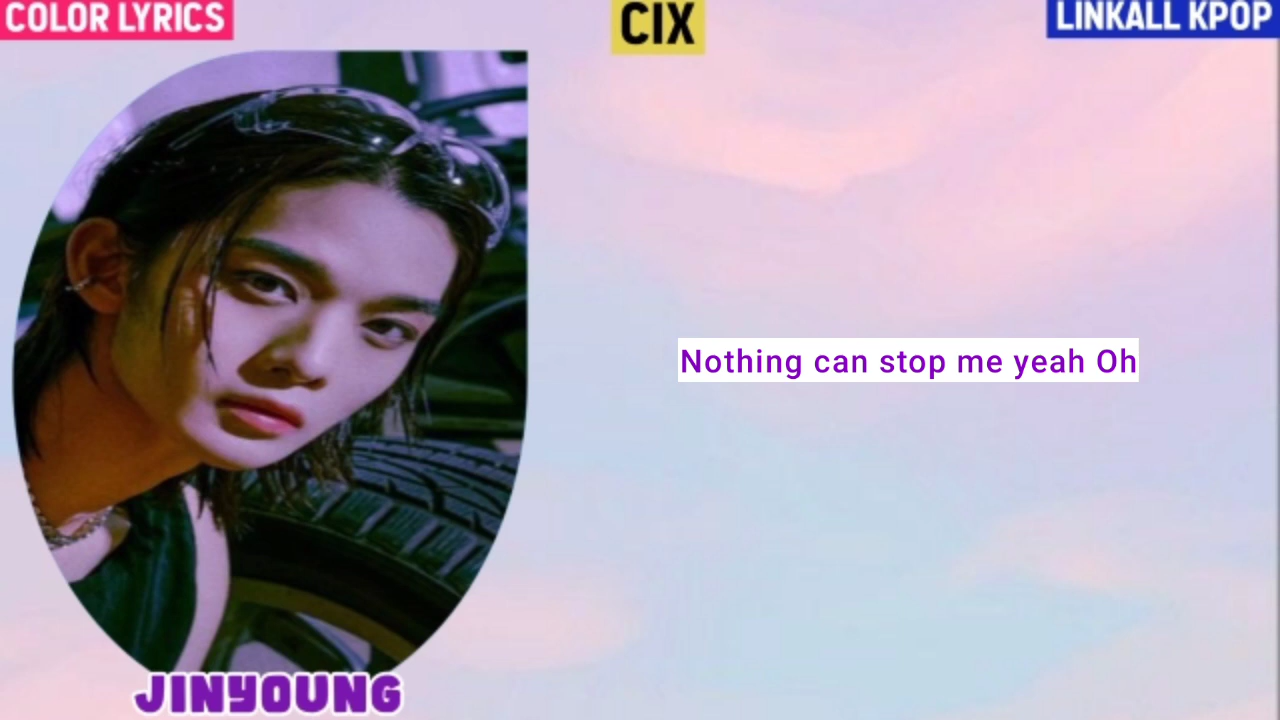 COLOR LYRICS
CIX
LINKALL KPOP
Nothing can stop me yeah Oh
JINYOUNG